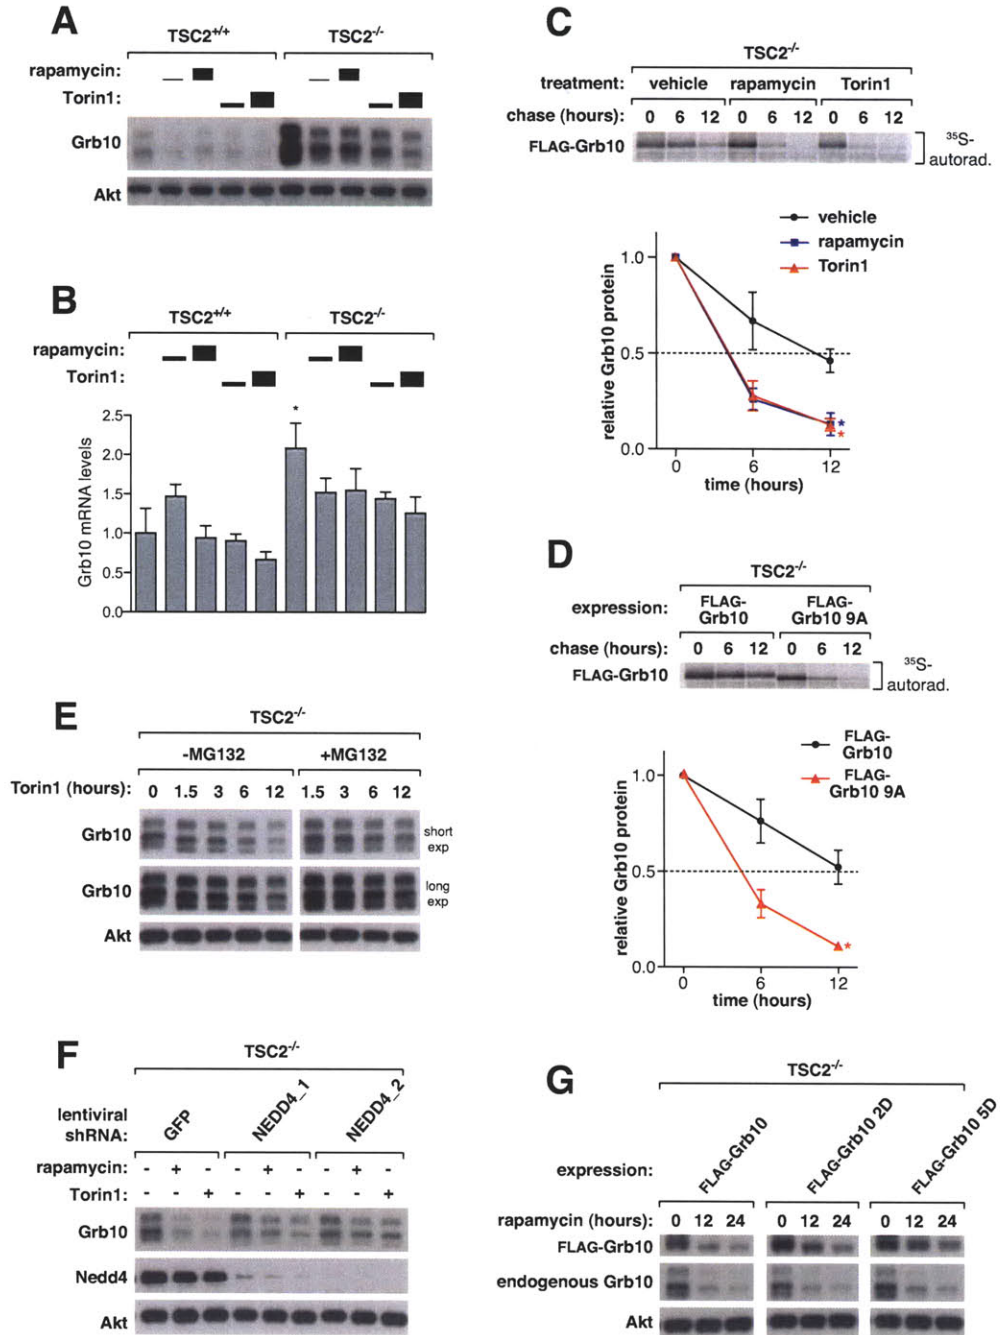 A
TSC2+/+ TSC2-/-
rapamycin:
Torin1:
Grb10
Akt
B
TSC2+/+ TSC2-/-
rapamycin:
Torin1:
*
Grb10 mRNA levels
2.5
2.0
1.5
1.0
0.5
0.0
C
TSC2-/-
treatment: vehicle rapamycin Torin1
chase (hours): 0 6 12 0 6 12 0 6 12
FLAG-Grb10
35S-
autorad.
vehicle
rapamycin
Torin1
relative Grb10 protein
1.0
0.5
0.0
*
*
0 6 12
time (hours)
D
TSC2-/-
expression: FLAG-
Grb10 FLAG-
Grb10 9A
chase (hours): 0 6 12 0 6 12
FLAG-Grb10
35S-
autorad.
FLAG-
Grb10
FLAG-
Grb10 9A
relative Grb10 protein
1.0
0.5
0.0
*
0 6 12
time (hours)
E
TSC2-/-
-MG132 +MG132
Torin1 (hours): 0 1.5 3 6 12 1.5 3 6 12
Grb10 short
exp
Grb10 long
exp
Akt
F
TSC2-/-
lentiviral
shRNA: GFP NEDD4_1 NEDD4_2
rapamycin: - + - - + - - + -
Torin1: - - + - - + - - +
Grb10
Nedd4
Akt
G
TSC2-/-
expression: FLAG-Grb10 FLAG-Grb10 2D FLAG-Grb10 5D
rapamycin (hours): 0 12 24 0 12 24 0 12 24
FLAG-Grb10
endogenous Grb10
Akt